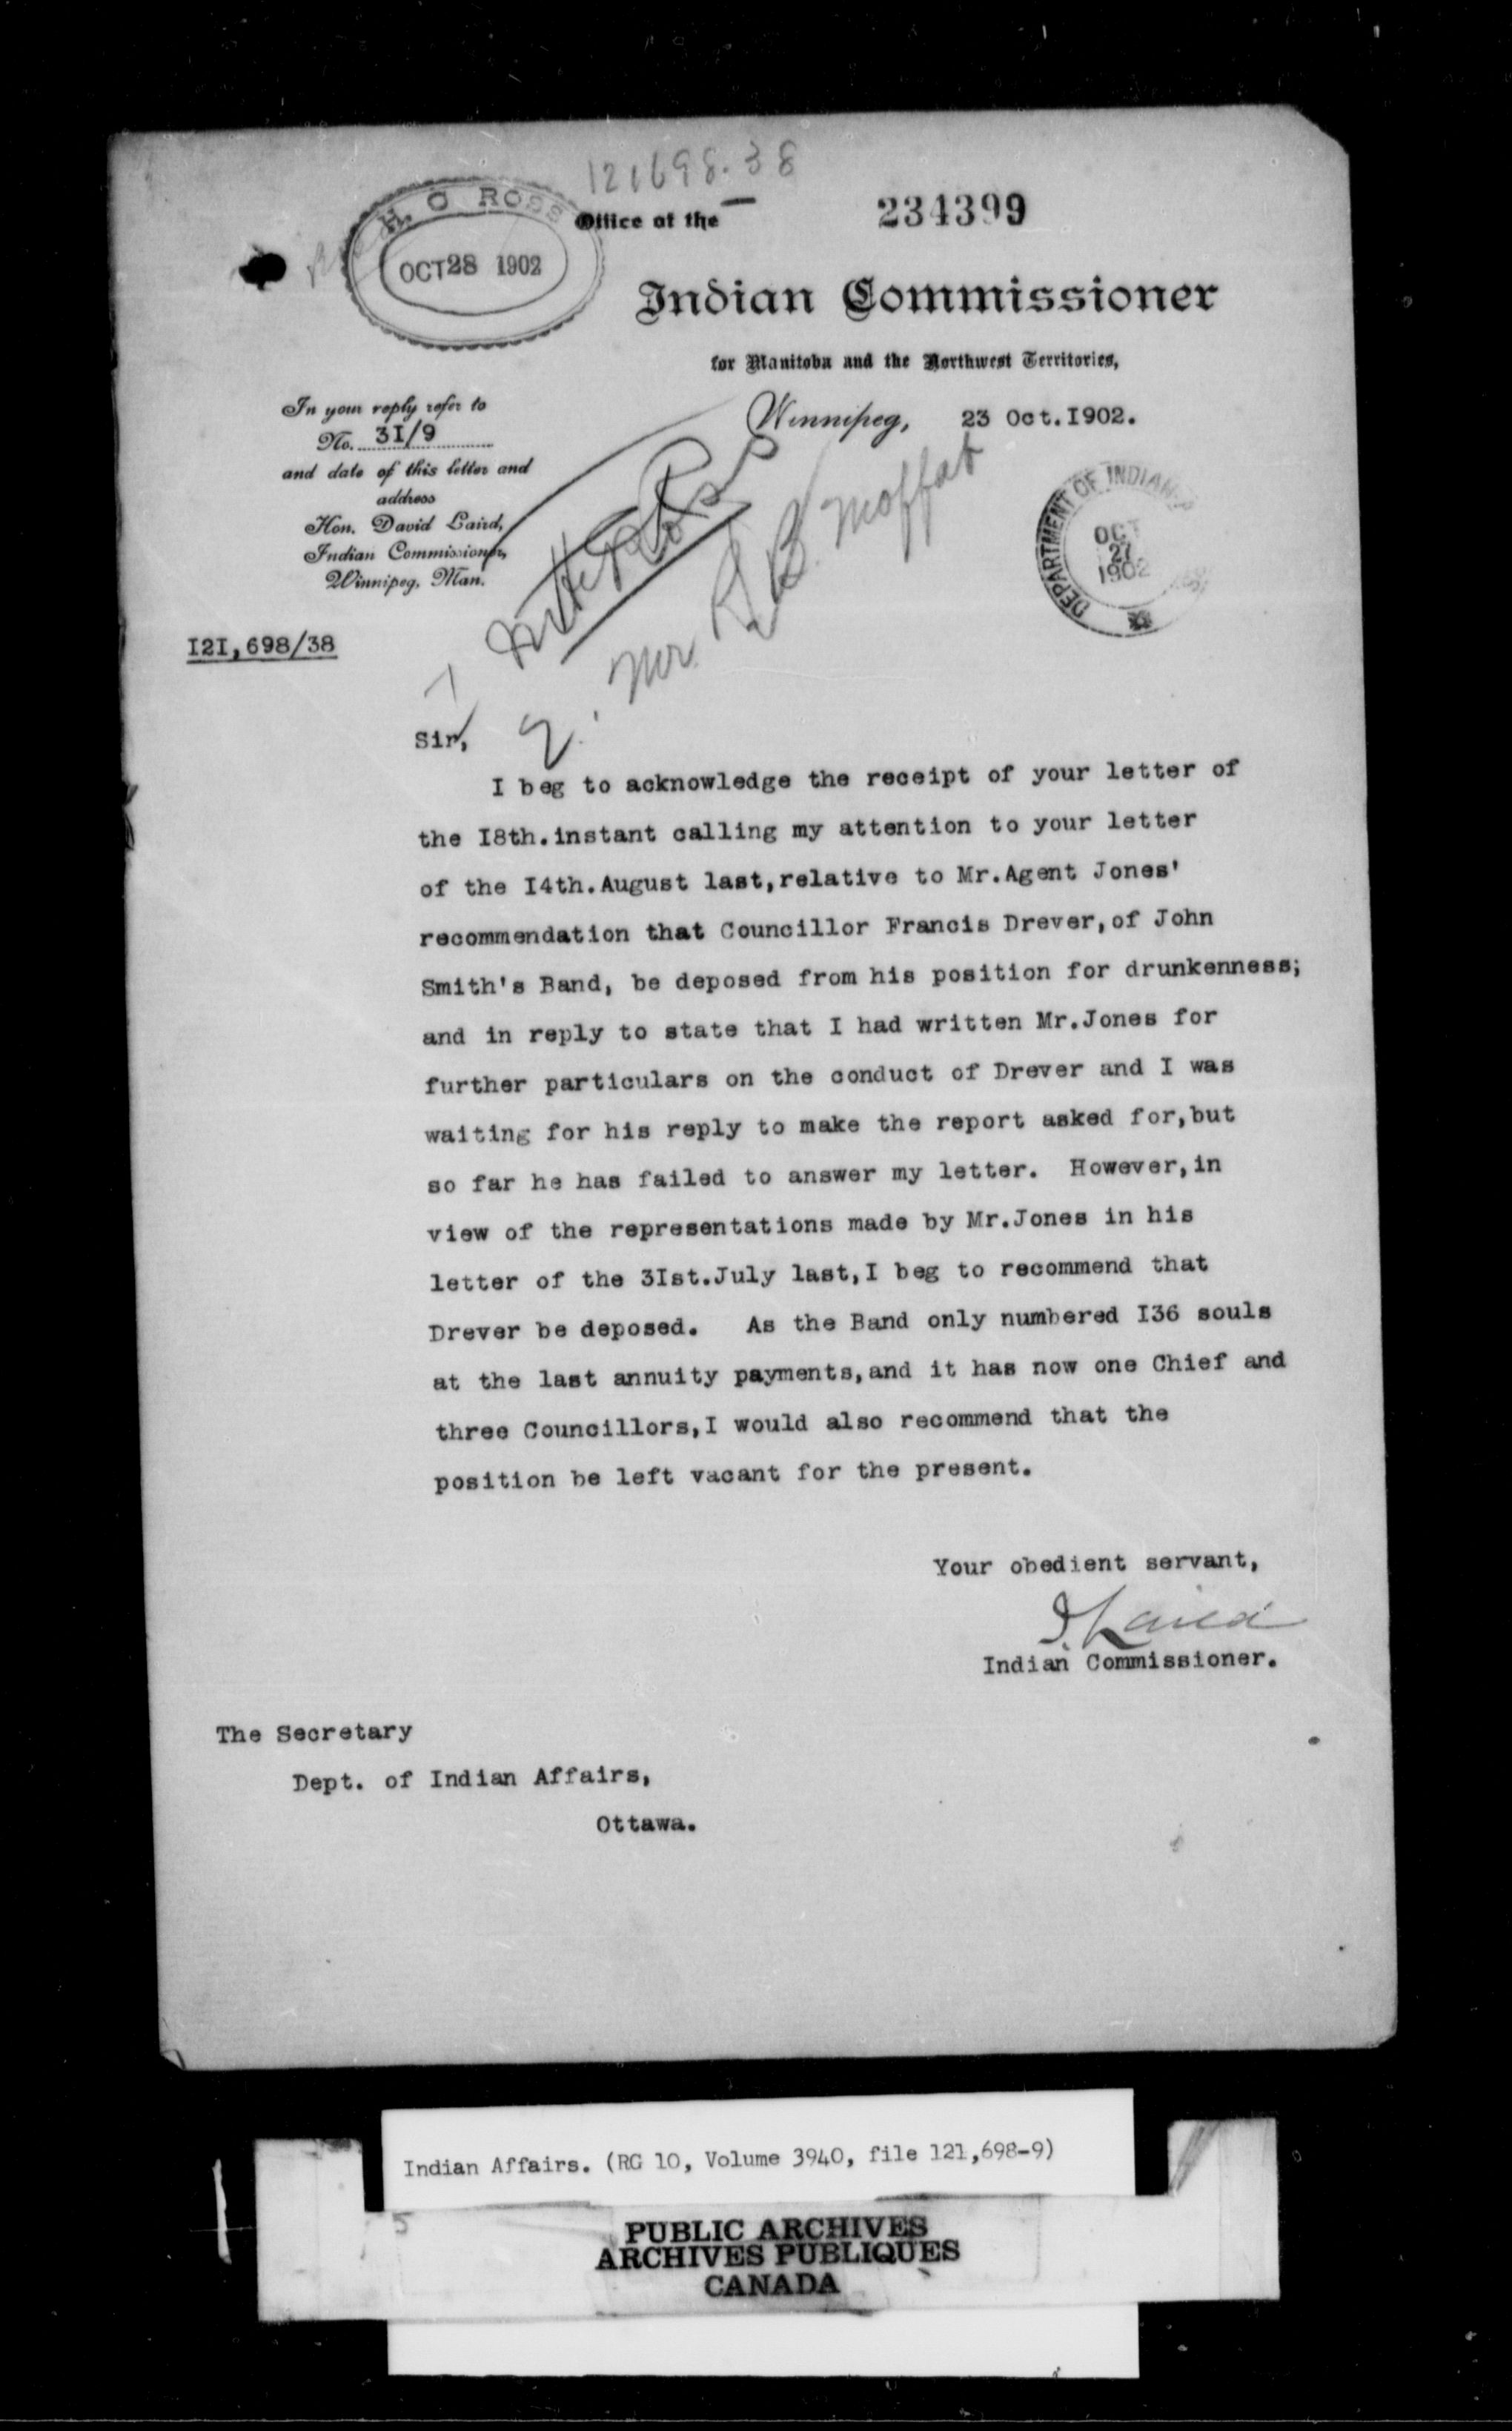 121698.38
H. C ROSS
OCT 28 1902
Office of the
234399
Indian Commissioner
for Manitoba and the Northwest Territories,
In your reply refer to
No. 3I/9
and date of this letter and
address
Hon. David Laird,
Indian Commissioner,
Winnipeg, Man.
Winnipeg, 23 Oct.I902.
DEPARTMENT OF INDIAN
OCT
27
1902
Mr. Moffat
I2I,698/38
Sir,
I beg to acknowledge the receipt of your letter of
the I8th.instant calling my attention to your letter
of the I4th.August last,relative to Mr.Agent Jones'
recommendation that Councillor Francis Drever,of John
Smith's Band, be deposed from his position for drunkenness;
and in reply to state that I had written Mr.Jones for
further particulars on the conduct of Drever and I was
waiting for his reply to make the report asked for,but
so far he has failed to answer my letter. However,in
view of the representations made by Mr.Jones in his
letter of the 3Ist.July last,I beg to recommend that
Drever be deposed. As the Band only numbered I36 souls
at the last annuity payments,and it has now one Chief and
three Councillors,I would also recommend that the
position be left vacant for the present.
Your obedient servant,
D. Laird
Indian Commissioner.
The Secretary
Dept. of Indian Affairs,
Ottawa.
Indian Affairs. (RG 10, Volume 3940, file 121,698-9)
5
PUBLIC ARCHIVES
ARCHIVES PUBLIQUES
CANADA